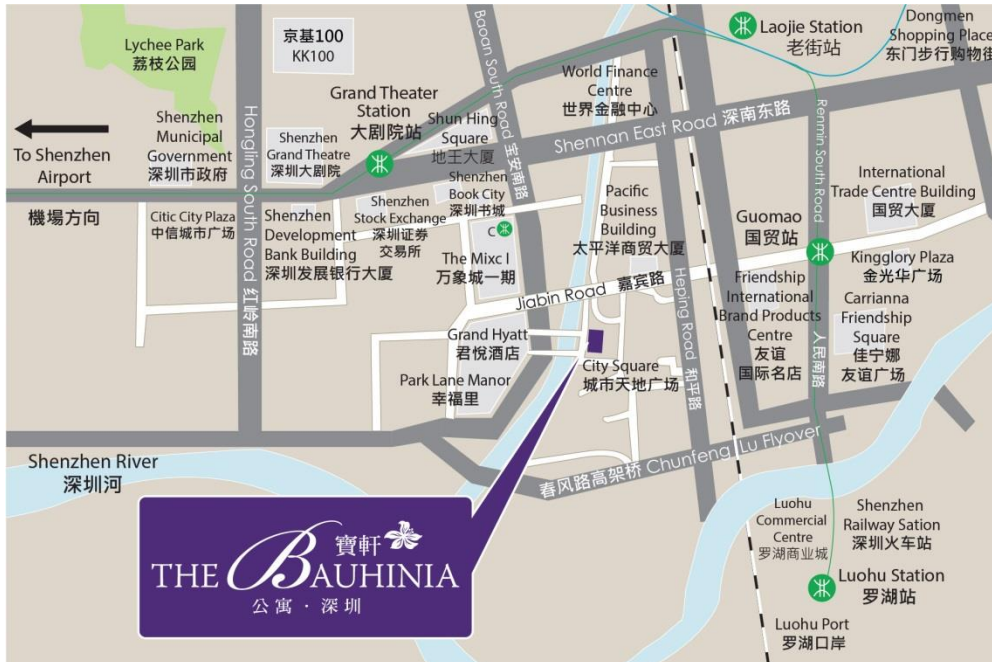 Lychee Park
荔枝公园
京基100
KK100
Baoan South Road 宝安南路
Laojie Station
老街站
Dongmen
Shopping Place
东门步行购物街
World Finance
Centre
世界金融中心
Grand Theater
Station
大剧院站
Shun Hing
Square
地王大厦
Shennan East Road 深南东路
Renmin South Road 人民南路
Hongling South Road 红岭南路
To Shenzhen
Airport
機場方向
Shenzhen
Municipal
Government
深圳市政府
Shenzhen
Grand Theatre
深圳大剧院
Citic City Plaza
中信城市广场
Shenzhen
Development
Bank Building
深圳发展银行大厦
Shenzhen
Stock Exchange
深圳证券
交易所
Shenzhen
Book City
深圳书城
C
The Mixc I
万象城一期
Pacific
Business
Building
太平洋商贸大厦
Guomao
国贸站
International
Trade Centre Building
国贸大厦
Kingglory Plaza
金光华广场
Jiabin Road 嘉宾路
Heping Road 和平路
Friendship
International
Brand Products
Centre
友谊
国际名店
Carrianna
Friendship
Square
佳宁娜
友谊广场
Grand Hyatt
君悦酒店
Park Lane Manor
幸福里
City Square
城市天地广场
春风路高架桥 Chunfeng Lu Flyover
Shenzhen River
深圳河
寶軒
THE BAUHINIA
公寓·深圳
Luohu
Commercial
Centre
罗湖商业城
Shenzhen
Railway Sation
深圳火车站
Luohu Station
罗湖站
Luohu Port
罗湖口岸